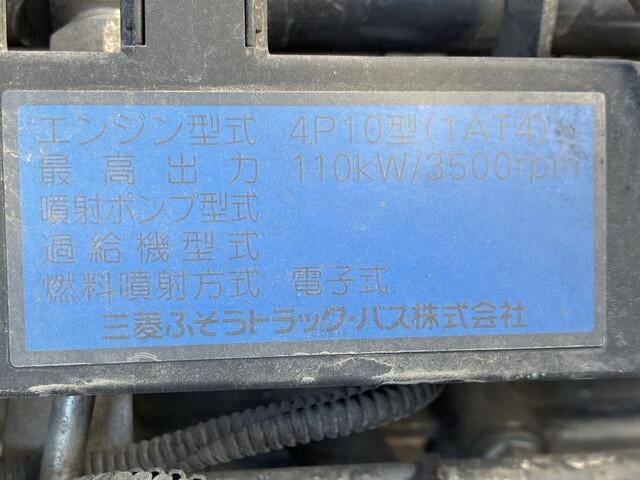 エンジン型式 4P10型(1AT4)
最高出力 110kW/3500rpm
噴射ポンプ型式
過給機型式
燃料噴射方式 電子式
三菱ふそうトラック・バス株式会社